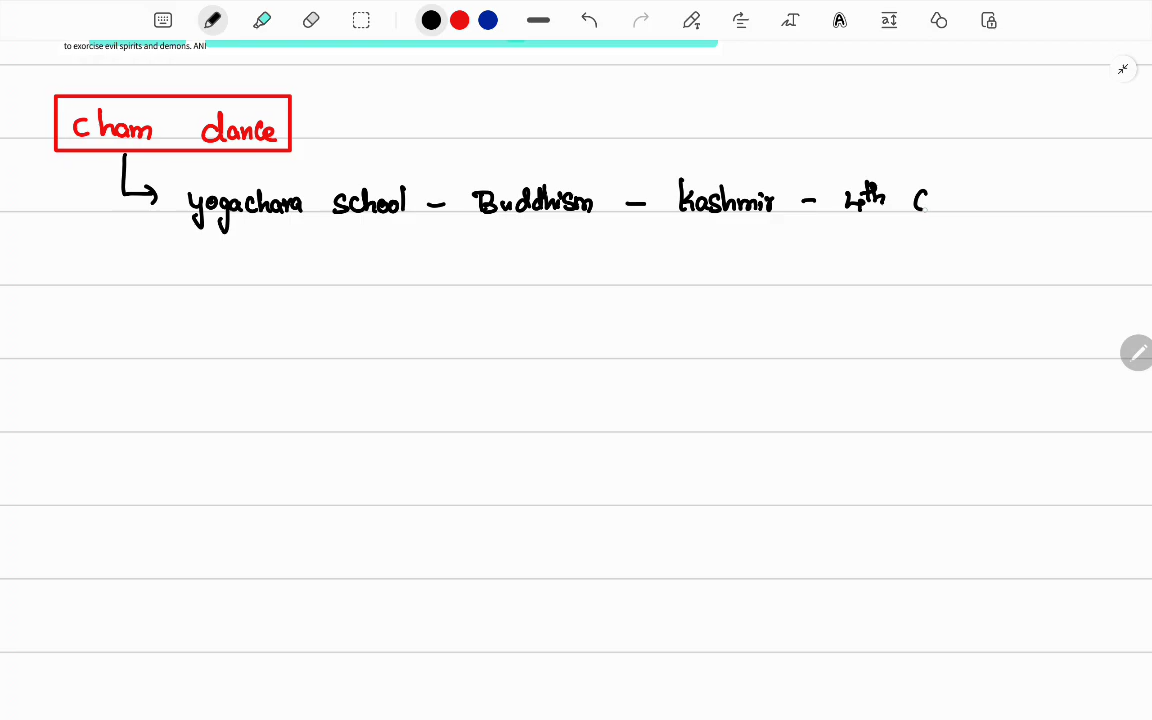 to exorcise evil spirits and demons. ANI
Cham dance
yogachara school - Buddhism - Kashmir - 4th C